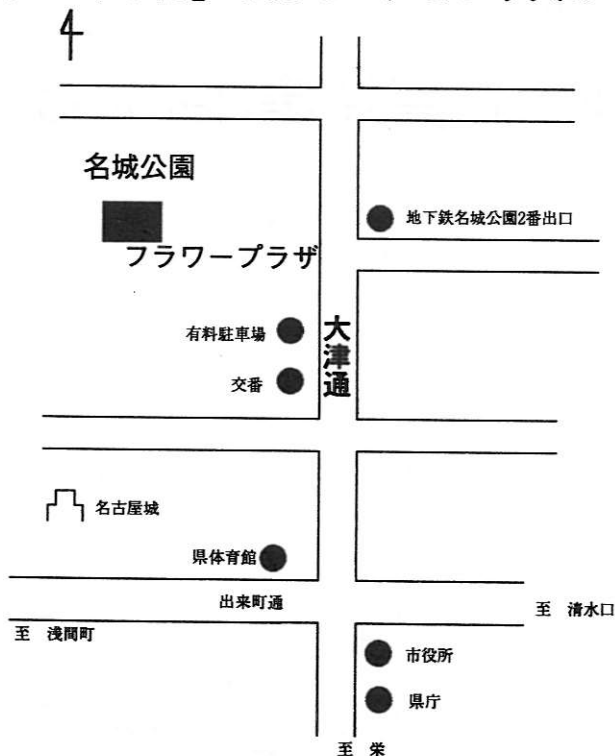 名城公園
地下鉄名城公園2番出口
フラワープラザ
有料駐車場
大津通
交番
名古屋城
県体育館
出来町通
至 清水口
至 浅間町
市役所
県庁
至 栄